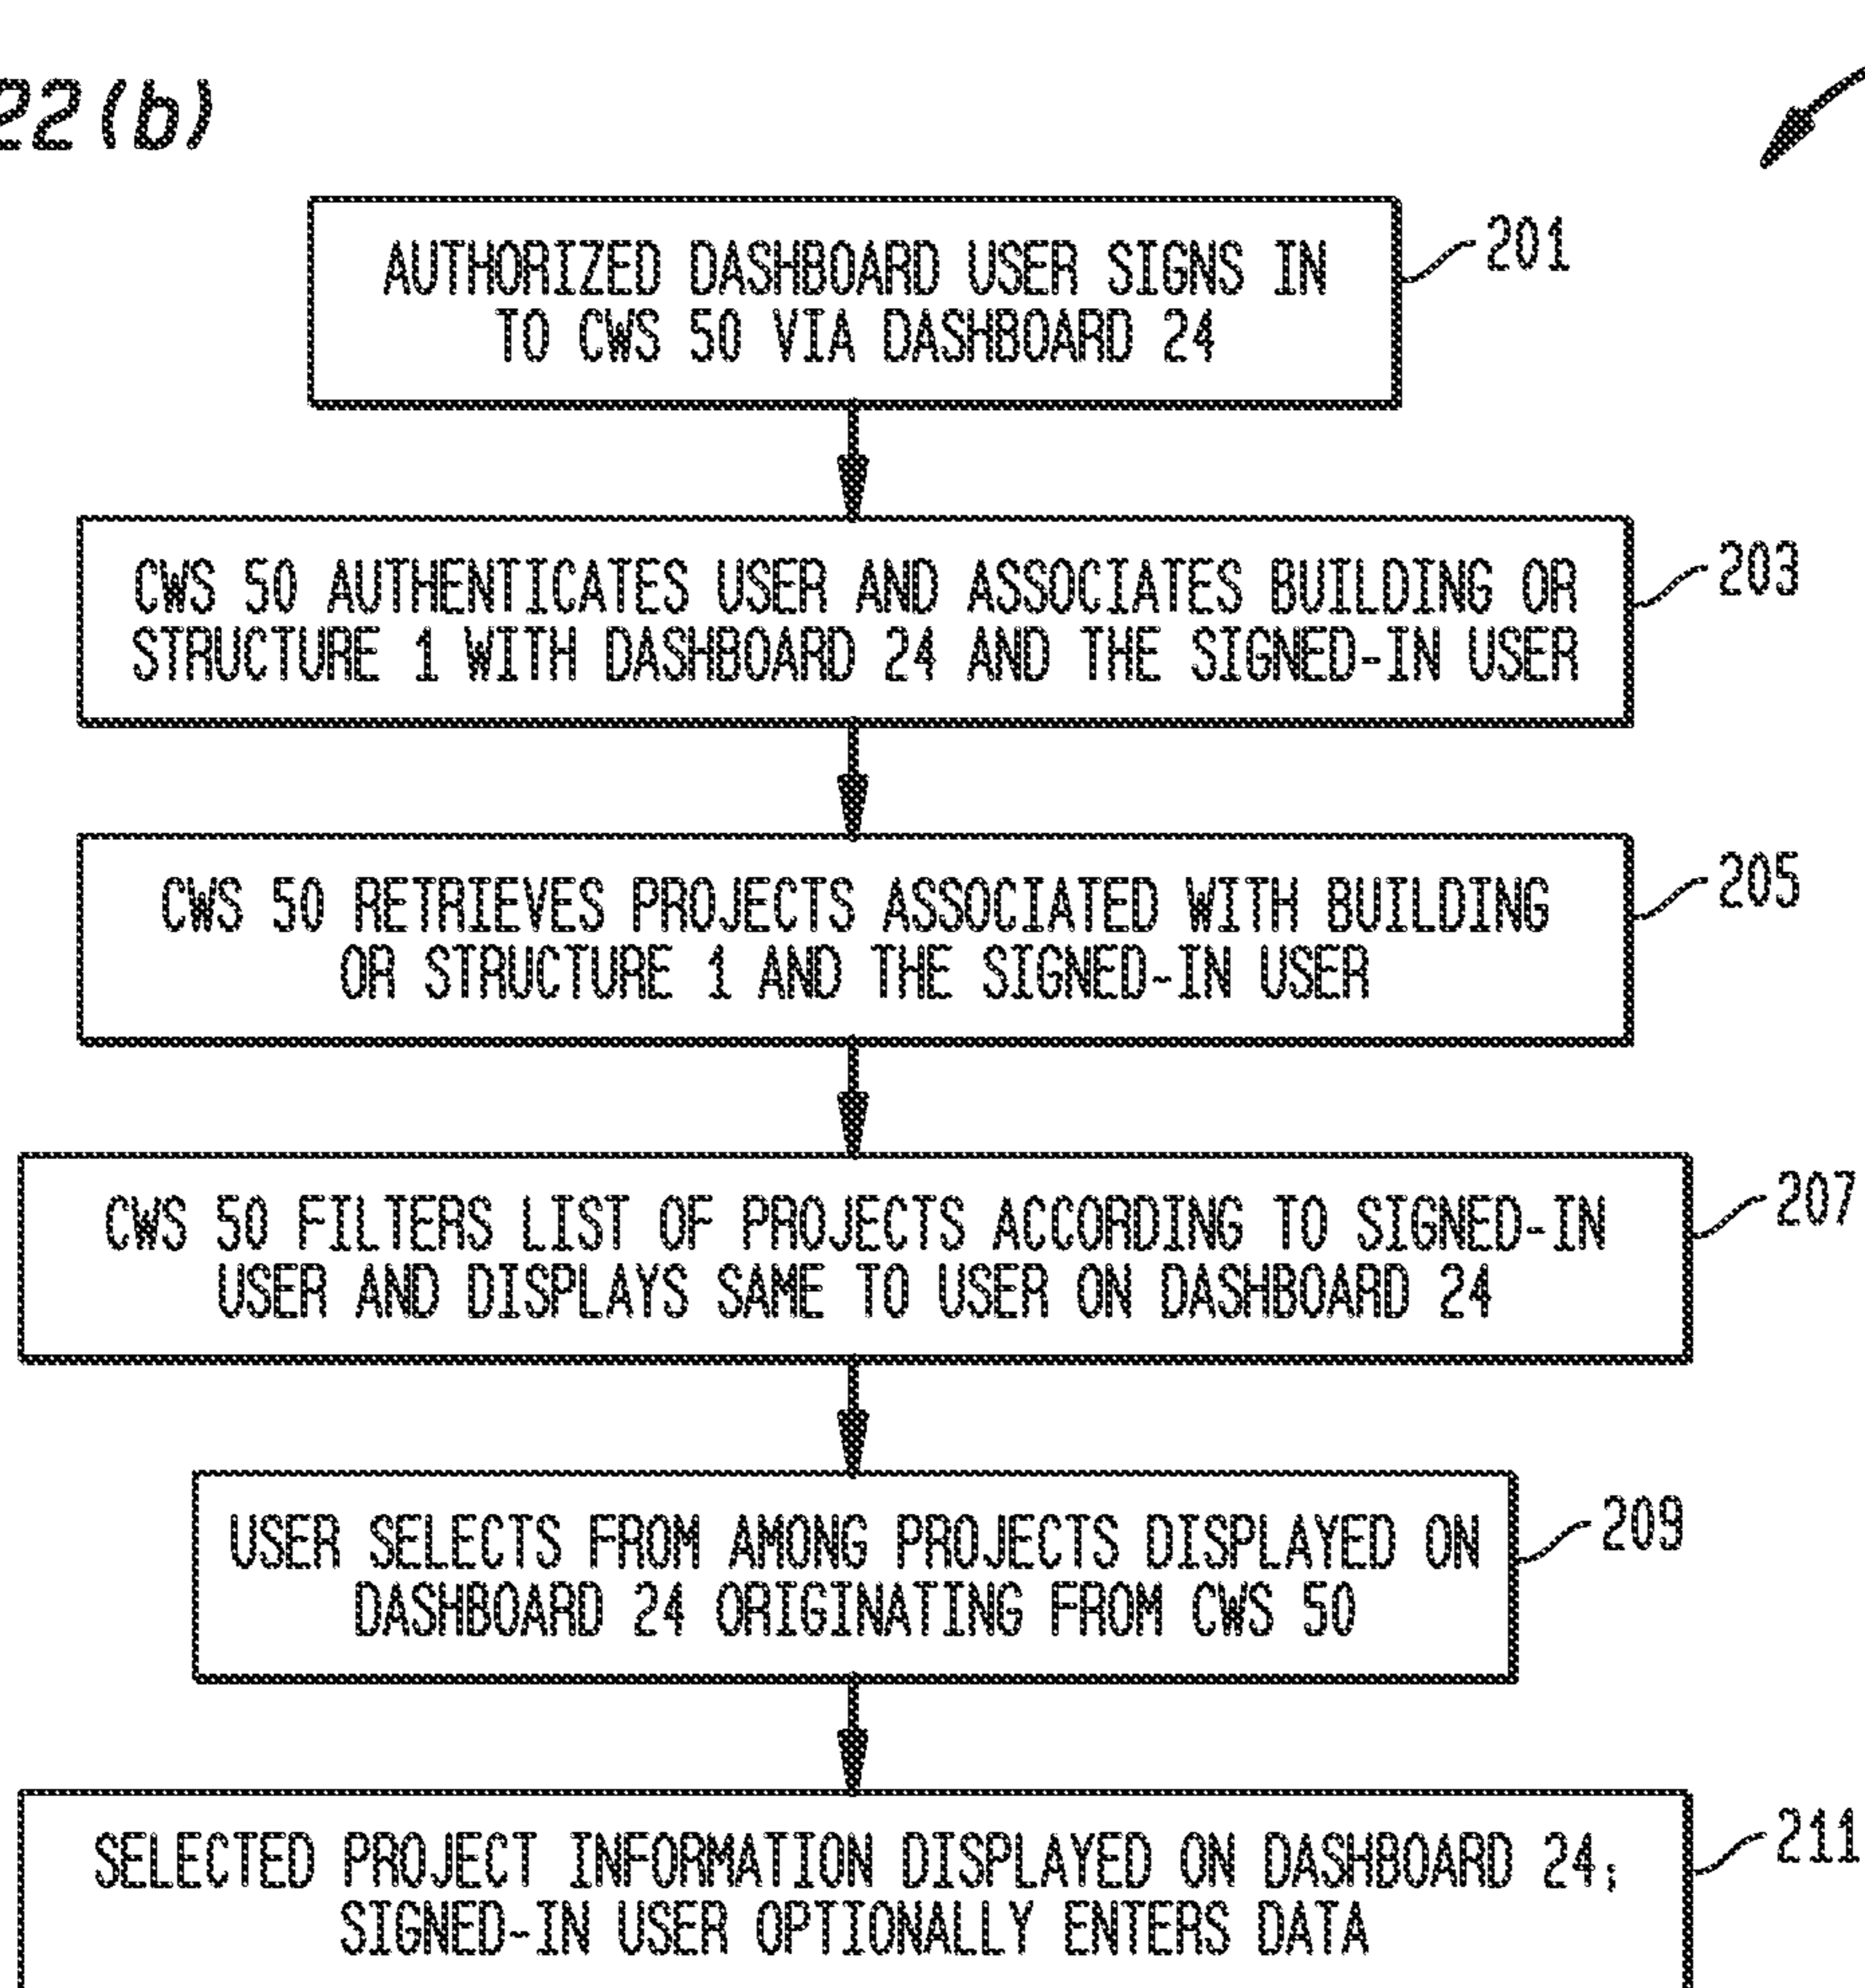 22(b)
AUTHORIZED DASHBOARD USER SIGNS IN
TO CWS 50 VIA DASHBOARD 24
201
CWS 50 AUTHENTICATES USER AND ASSOCIATES BUILDING OR
STRUCTURE 1 WITH DASHBOARD 24 AND THE SIGNED-IN USER
203
CWS 50 RETRIEVES PROJECTS ASSOCIATED WITH BUILDING
OR STRUCTURE 1 AND THE SIGNED-IN USER
205
CWS 50 FILTERS LIST OF PROJECTS ACCORDING TO SIGNED-IN
USER AND DISPLAYS SAME TO USER ON DASHBOARD 24
207
USER SELECTS FROM AMONG PROJECTS DISPLAYED ON
DASHBOARD 24 ORIGINATING FROM CWS 50
209
SELECTED PROJECT INFORMATION DISPLAYED ON DASHBOARD 24;
SIGNED-IN USER OPTIONALLY ENTERS DATA
211